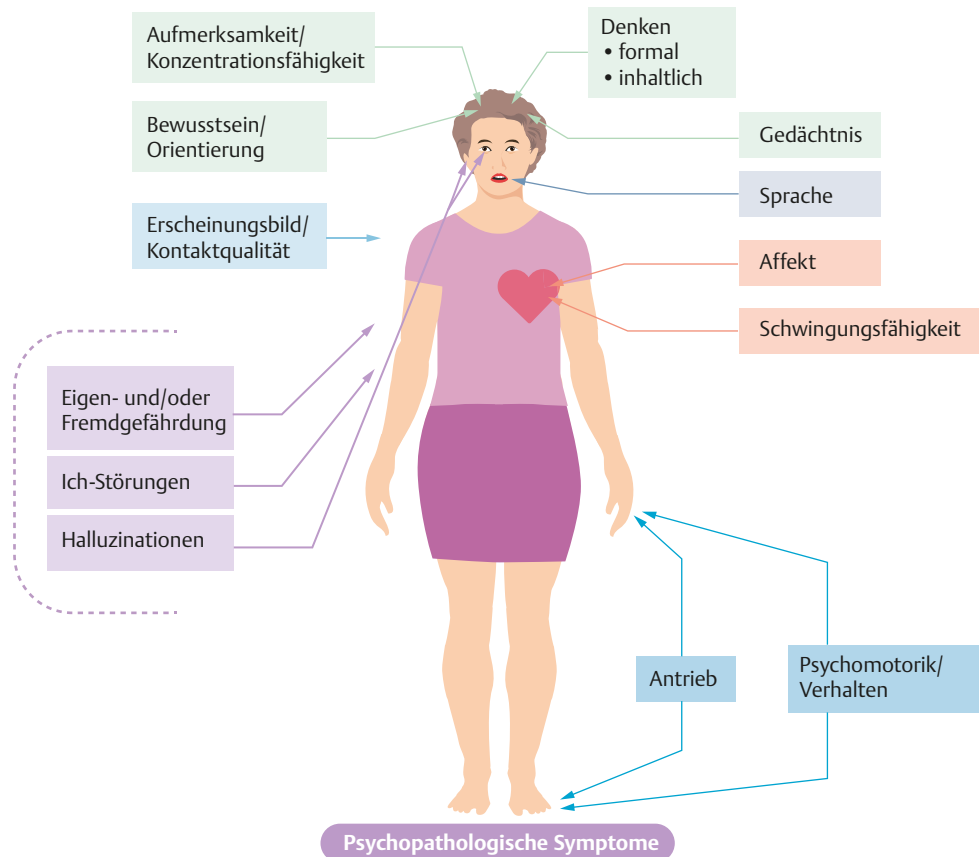 Aufmerksamkeit/
Konzentrationsfähigkeit
Denken
• formal
• inhaltlich
Bewusstsein/
Orientierung
Gedächtnis
Sprache
Erscheinungsbild/
Kontaktqualität
Affekt
Schwingungsfähigkeit
Eigen- und/oder
Fremdgefährdung
Ich-Störungen
Halluzinationen
Antrieb
Psychomotorik/
Verhalten
Psychopathologische Symptome